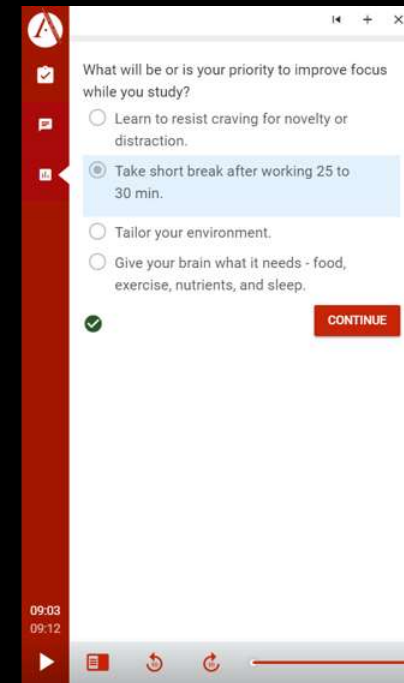 What will be or is your priority to improve focus
while you study?
Learn to resist craving for novelty or
distraction.
Take short break after working 25 to
30 min.
Tailor your environment.
Give your brain what it needs - food,
exercise, nutrients, and sleep.
CONTINUE
09:03
09:12